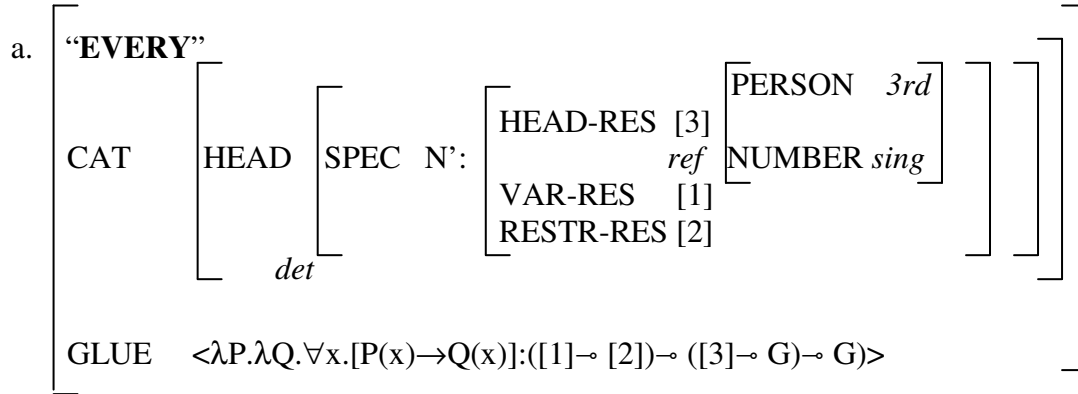 a. “EVERY”
PERSON 3rd
HEAD-RES [3]
CAT HEAD SPEC N’: ref NUMBER sing
VAR-RES [1]
RESTR-RES [2]
det
GLUE <λP.λQ.∀x.[P(x)→Q(x)]:([1]⊸ [2])⊸ ([3]⊸ G)⊸ G)>